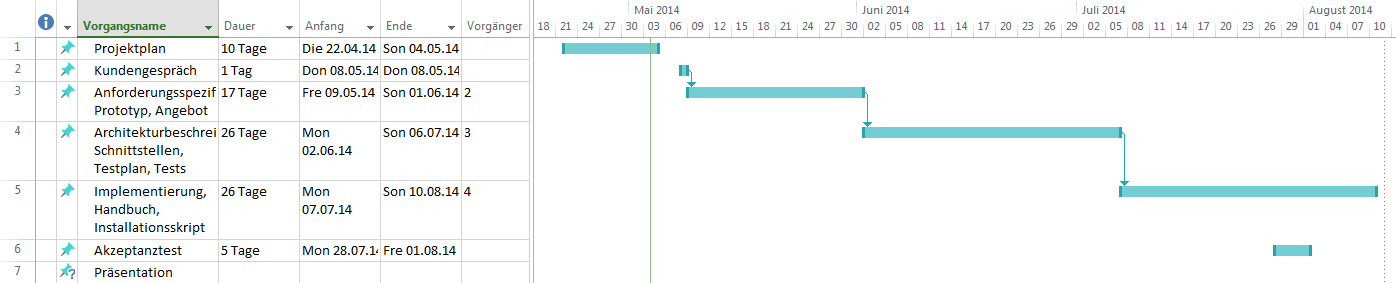 Mai 2014 Juni 2014 Juli 2014 August 2014
Vorgangsname Dauer Anfang Ende Vorgänger 18 21 24 27 30 03 06 09 12 15 18 21 24 27 30 02 05 08 11 14 17 20 23 26 29 02 05 08 11 14 17 20 23 26 29 01 04 07 10
1 Projektplan 10 Tage Die 22.04.14 Son 04.05.14
2 Kundengespräch 1 Tag Don 08.05.14 Don 08.05.14
3 Anforderungsspezif 17 Tage Fre 09.05.14 Son 01.06.14 2
Prototyp, Angebot
4 Architekturbeschrei 26 Tage Mon Son 06.07.14 3
Schnittstellen, 02.06.14
Testplan, Tests
5 Implementierung, 26 Tage Mon Son 10.08.14 4
Handbuch, 07.07.14
Installationsskript
6 Akzeptanztest 5 Tage Mon 28.07.14 Fre 01.08.14
7 Präsentation